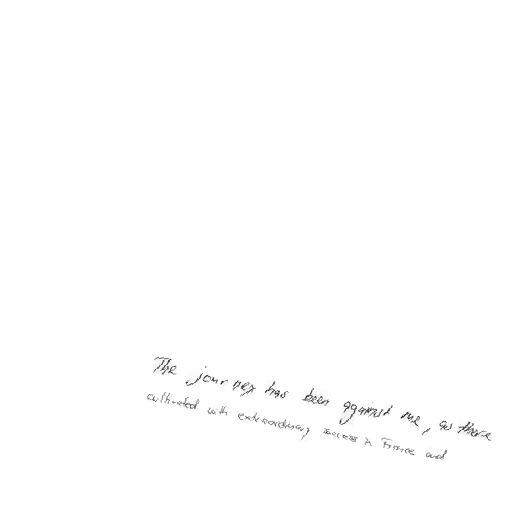 The journey has been against me, as there
cultivated with extraordinary success in France and